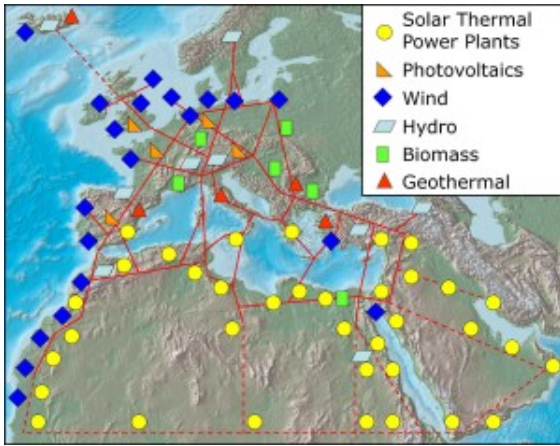 Solar Thermal
Power Plants
Photovoltaics
Wind
Hydro
Biomass
Geothermal